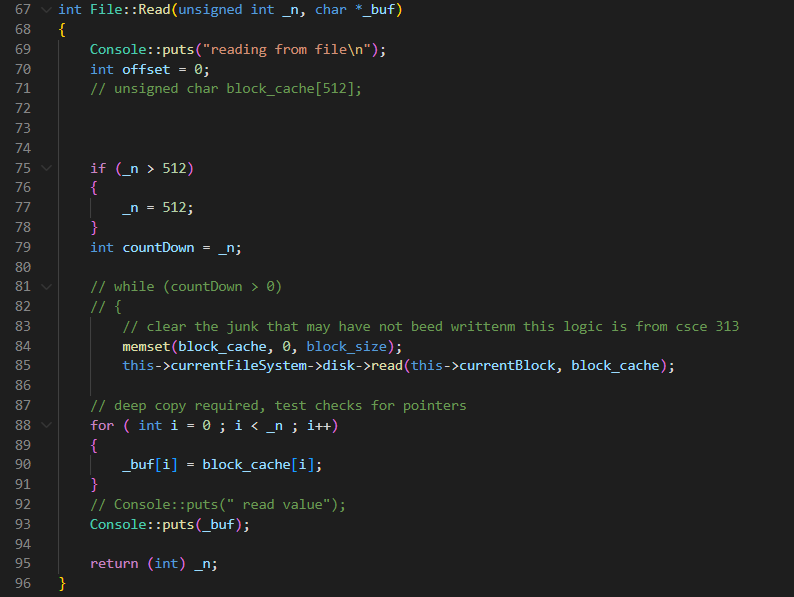 67 int File::Read(unsigned int _n, char *_buf)
68 {
69     Console::puts("reading from file\n");
70     int offset = 0;
71     // unsigned char block_cache[512];
72
73
74
75     if (_n > 512)
76     {
77         _n = 512;
78     }
79     int countDown = _n;
80
81     // while (countDown > 0)
82     // {
83         // clear the junk that may have not beed writtenm this logic is from csce 313
84         memset(block_cache, 0, block_size);
85         this->currentFileSystem->disk->read(this->currentBlock, block_cache);
86
87     // deep copy required, test checks for pointers
88     for ( int i = 0 ; i < _n ; i++)
89     {
90         _buf[i] = block_cache[i];
91     }
92     // Console::puts(" read value");
93     Console::puts(_buf);
94
95     return (int) _n;
96 }